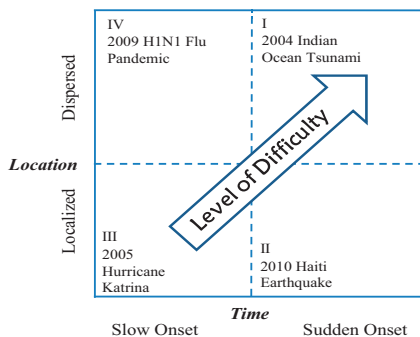 IV
2009 H1N1 Flu
Pandemic
I
2004 Indian
Ocean Tsunami
Dispersed
Location
Level of Difficulty
Localized
III
2005
Hurricane
Katrina
II
2010 Haiti
Earthquake
Time
Slow Onset
Sudden Onset